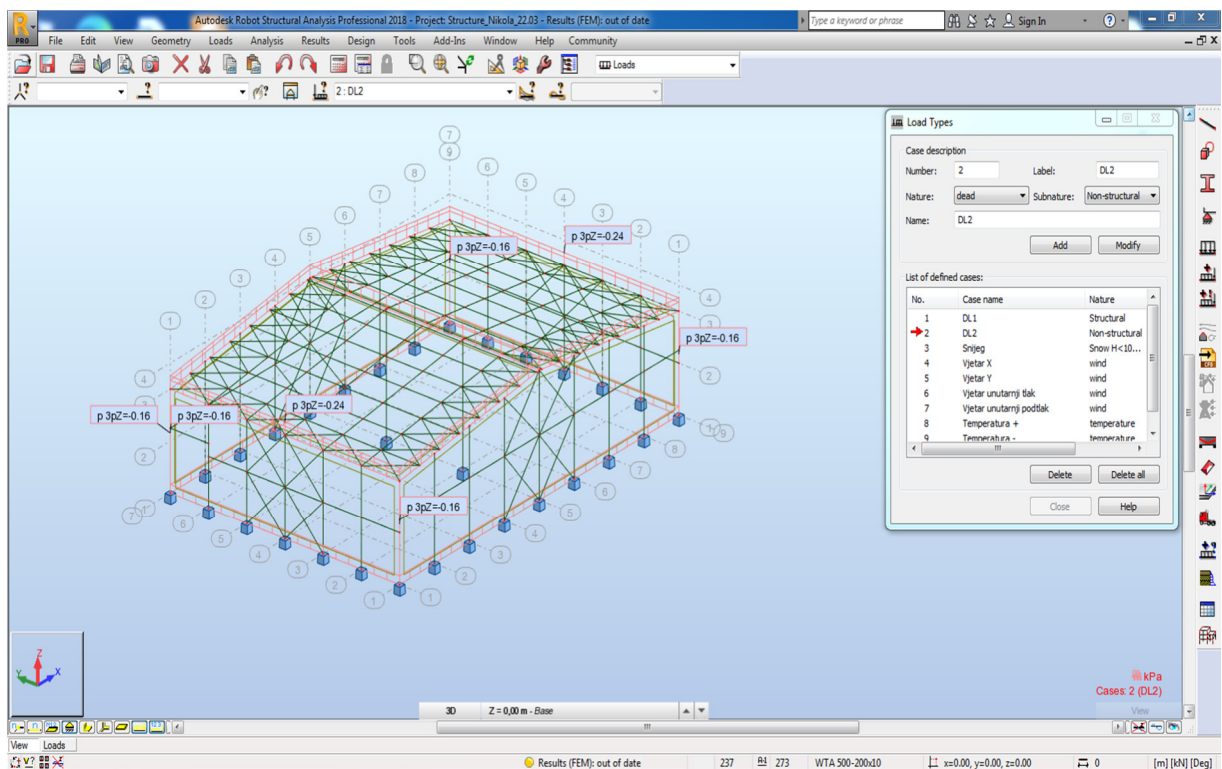 Autodesk Robot Structural Analysis Professional 2018 - Project: Structure_Nikola_22.03 - Results (FEM): out of date
Type a keyword or phrase
Sign In
PRO
File Edit View Geometry Loads Analysis Results Design Tools Add-Ins Window Help Community
Loads
2 : DL2
Load Types
Case description
Number: 2 Label: DL2
Nature: dead Subnature: Non-structural
Name: DL2
Add Modify
List of defined cases:
No. Case name Nature
1 DL1 Structural
2 DL2 Non-structural
3 Snijeg Snow H<10...
4 Vjetar X wind
5 Vjetar Y wind
6 Vjetar unutarnji tlak wind
7 Vjetar unutarnji podtlak wind
8 Temperatura + temperature
9 Temperatura - temperature
Delete Delete all
Close Help
p 3pZ=-0.24
p 3pZ=-0.16
p 3pZ=-0.16
p 3pZ=-0.24
p 3pZ=-0.16 p 3pZ=-0.16
p 3pZ=-0.16
Z
Y X
kPa
Cases: 2 (DL2)
View
3D Z = 0,00 m - Base
View Loads
Results (FEM): out of date 237 273 WTA 500-200x10 x=0.00, y=0.00, z=0.00 0 [m] [kN] [Deg]